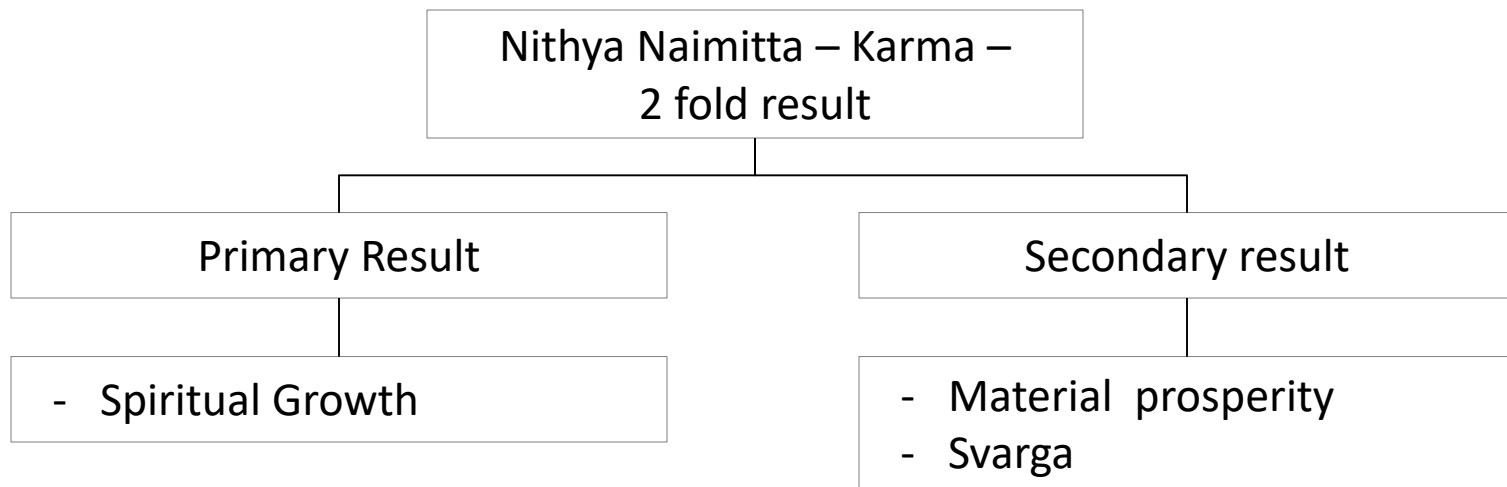 Nithya Naimitta – Karma –
2 fold result
Primary Result
Secondary result
- Spiritual Growth
- Material prosperity
- Svarga